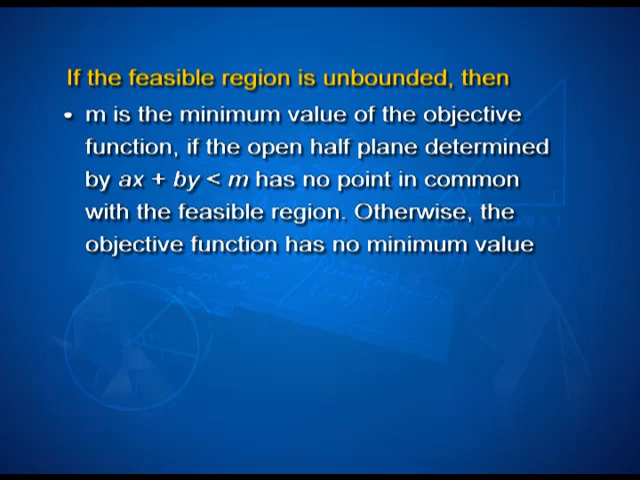 If the feasible region is unbounded, then
• m is the minimum value of the objective
function, if the open half plane determined
by ax + by < m has no point in common
with the feasible region. Otherwise, the
objective function has no minimum value